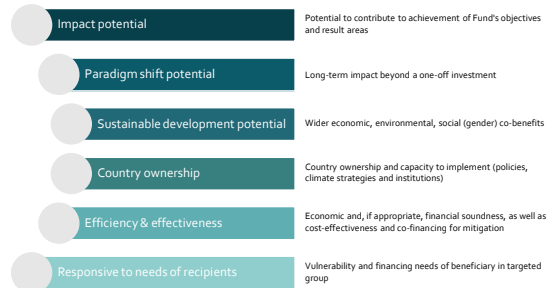 Impact potential
Potential to contribute to achievement of Fund's objectives
and result areas
Paradigm shift potential
Long-term impact beyond a one-off investment
Sustainable development potential
Wider economic, environmental, social (gender) co-benefits
Country ownership
Country ownership and capacity to implement (policies,
climate strategies and institutions)
Efficiency & effectiveness
Economic and, if appropriate, financial soundness, as well as
cost-effectiveness and co-financing for mitigation
Responsive to needs of recipients
Vulnerability and financing needs of beneficiary in targeted
group